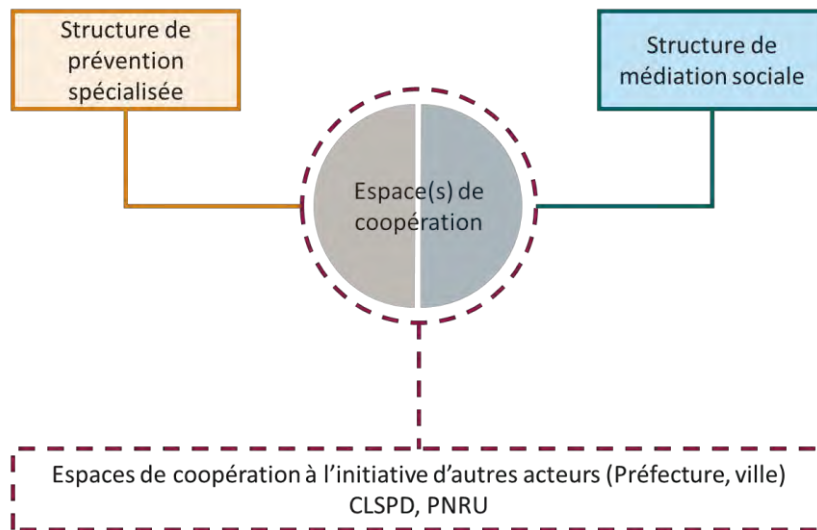 Structure de
prévention
spécialisée
Structure de
médiation sociale
Espace(s) de
coopération
Espaces de coopération à l’initiative d’autres acteurs (Préfecture, ville)
CLSPD, PNRU